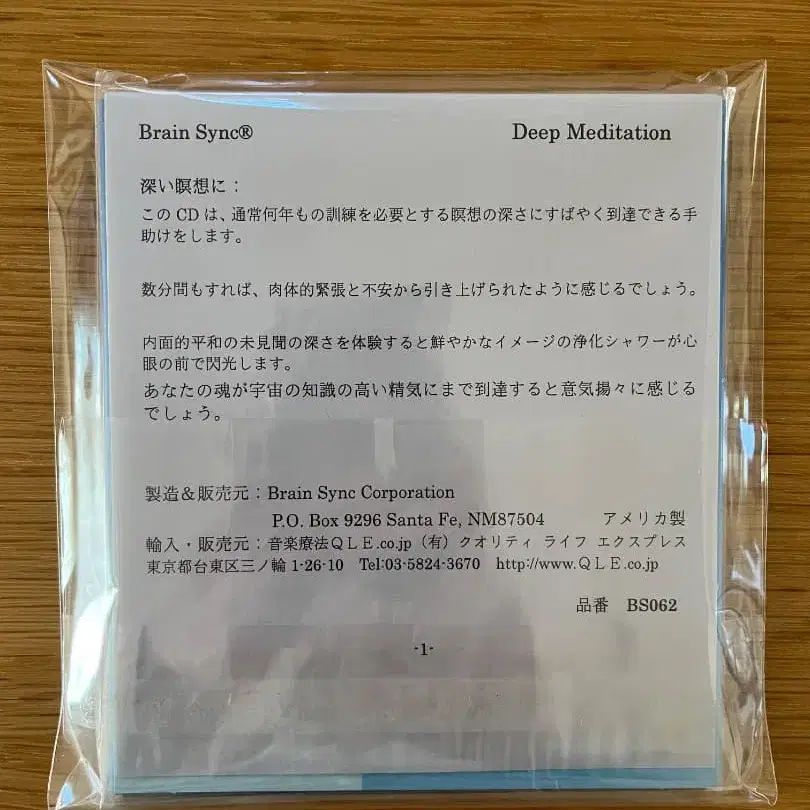 Brain Sync® Deep Meditation
深い瞑想に：
このCDは、通常何年もの訓練を必要とする瞑想の深さにすばやく到達できる手
助けをします。
数分間もすれば、肉体的緊張と不安から引き上げられたように感じるでしょう。
内面的平和の未見聞の深さを体験すると鮮やかなイメージの浄化シャワーが心
眼の前で閃光します。
あなたの魂が宇宙の知識の高い精気にまで到達すると意気揚々に感じる
でしょう。
製造＆販売元：Brain Sync Corporation
P.O. Box 9296 Santa Fe, NM87504 アメリカ製
輸入・販売元：音楽療法ＱＬＥ.co.jp（有）クオリティ ライフ エクスプレス
東京都台東区三ノ輪 1-26-10 Tel:03-5824-3670 http://www.ＱＬＥ.co.jp
品番 BS062
-1-